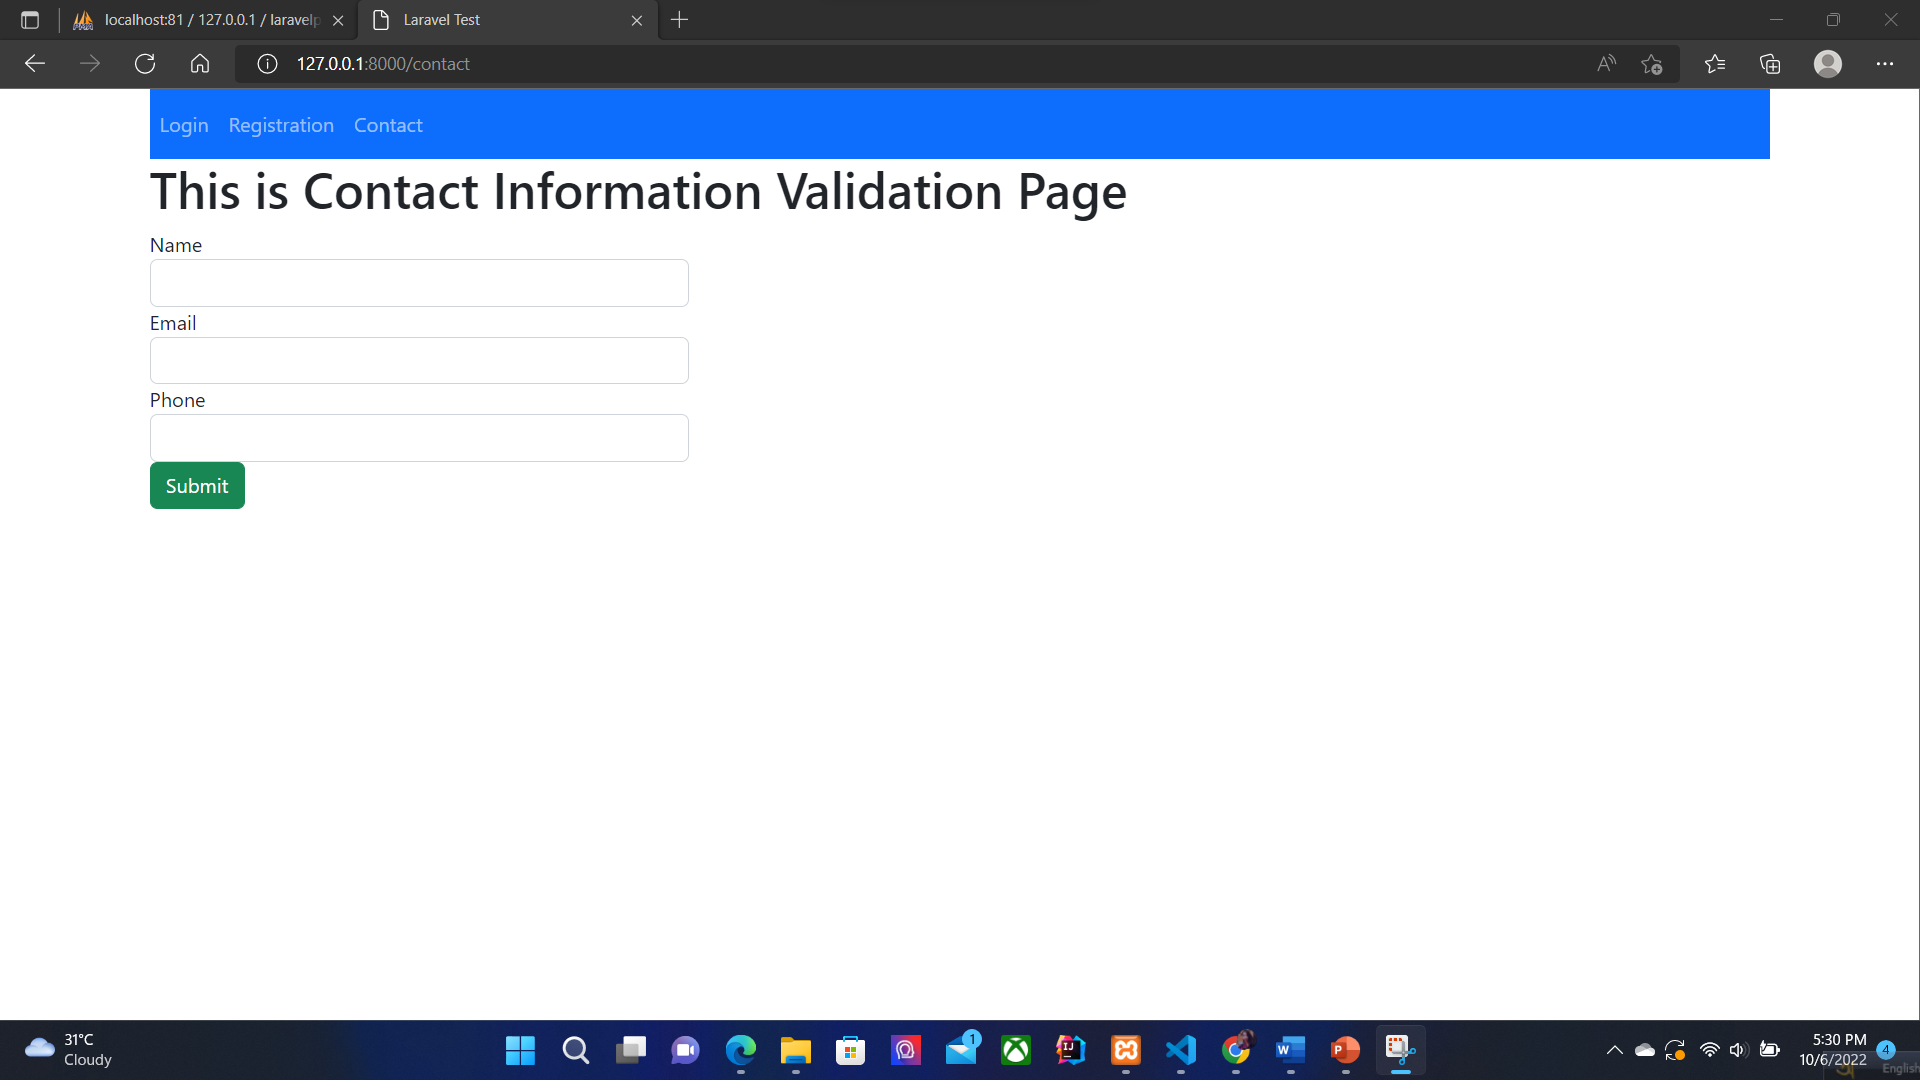 localhost:81 / 127.0.0.1 / laravelp
Laravel Test
127.0.0.1:8000/contact
Login Registration Contact
This is Contact Information Validation Page
Name
Email
Phone
Submit
31°C
Cloudy
1
5:30 PM
10/6/2022
4
English